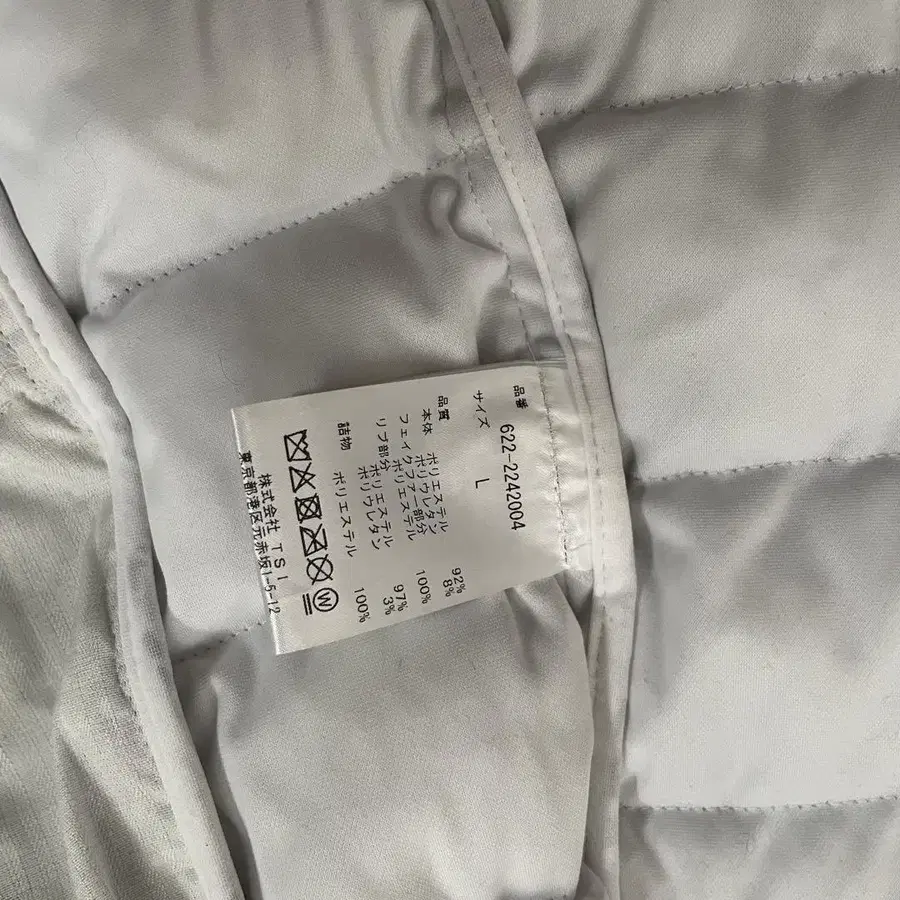 品番 622-2242004
サイズ L
品質
本体 ポリエステル 92%
ポリウレタン 8%
フェイクファー部分
ポリエステル 100%
リブ部分 ポリエステル 97%
ポリウレタン 3%
詰物 ポリエステル 100%
W
株式会社 TSI
東京都港区元赤坂1-5-12